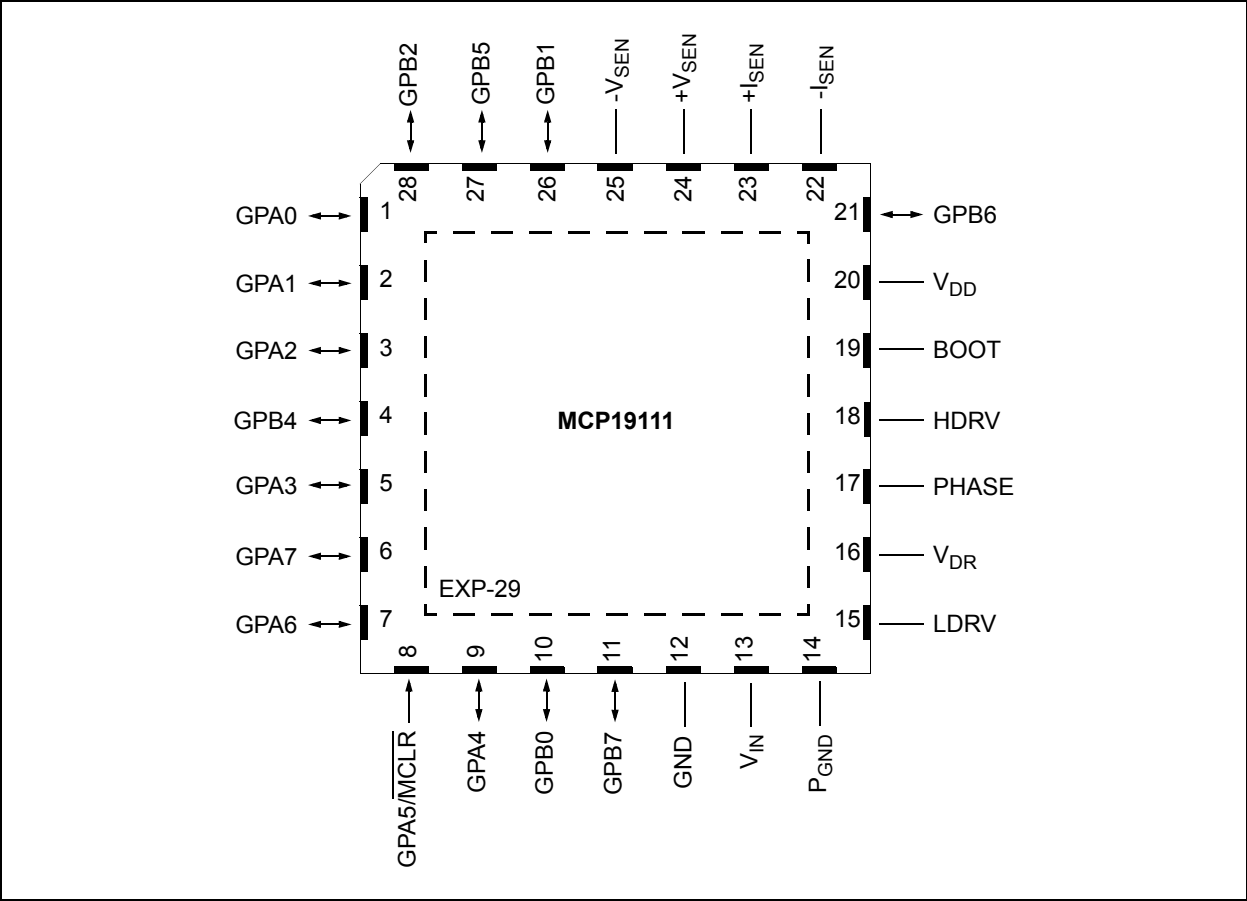 GPB2
GPB5
GPB1
-VSEN
+VSEN
+ISEN
-ISEN
28
27
26
25
24
23
22
GPA0
1
21
GPB6
GPA1
2
20
VDD
GPA2
3
19
BOOT
GPB4
4
MCP19111
18
HDRV
GPA3
5
17
PHASE
GPA7
6
16
VDR
EXP-29
GPA6
7
15
LDRV
8
9
10
11
12
13
14
GPA5/MCLR
GPA4
GPB0
GPB7
GND
VIN
PGND